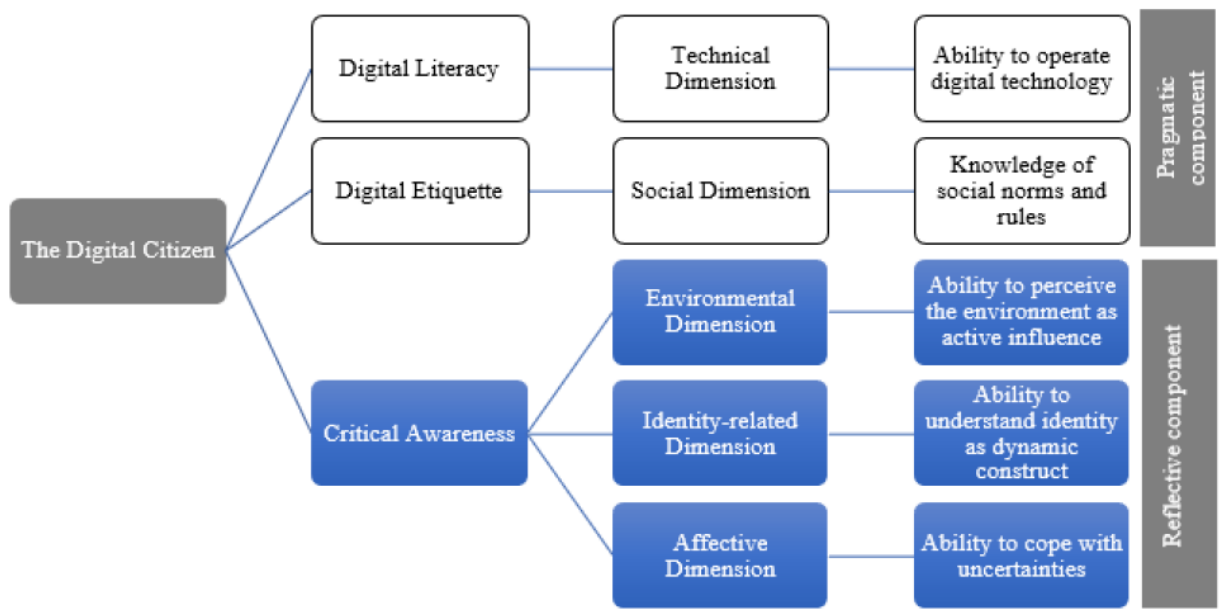 Digital Literacy
Technical
Dimension
Ability to operate
digital technology
Pragmatic
component
Digital Etiquette
Social Dimension
Knowledge of
social norms and
rules
The Digital Citizen
Environmental
Dimension
Ability to perceive
the environment as
active influence
Critical Awareness
Identity-related
Dimension
Ability to
understand identity
as dynamic
construct
Reflective component
Affective
Dimension
Ability to cope with
uncertainties